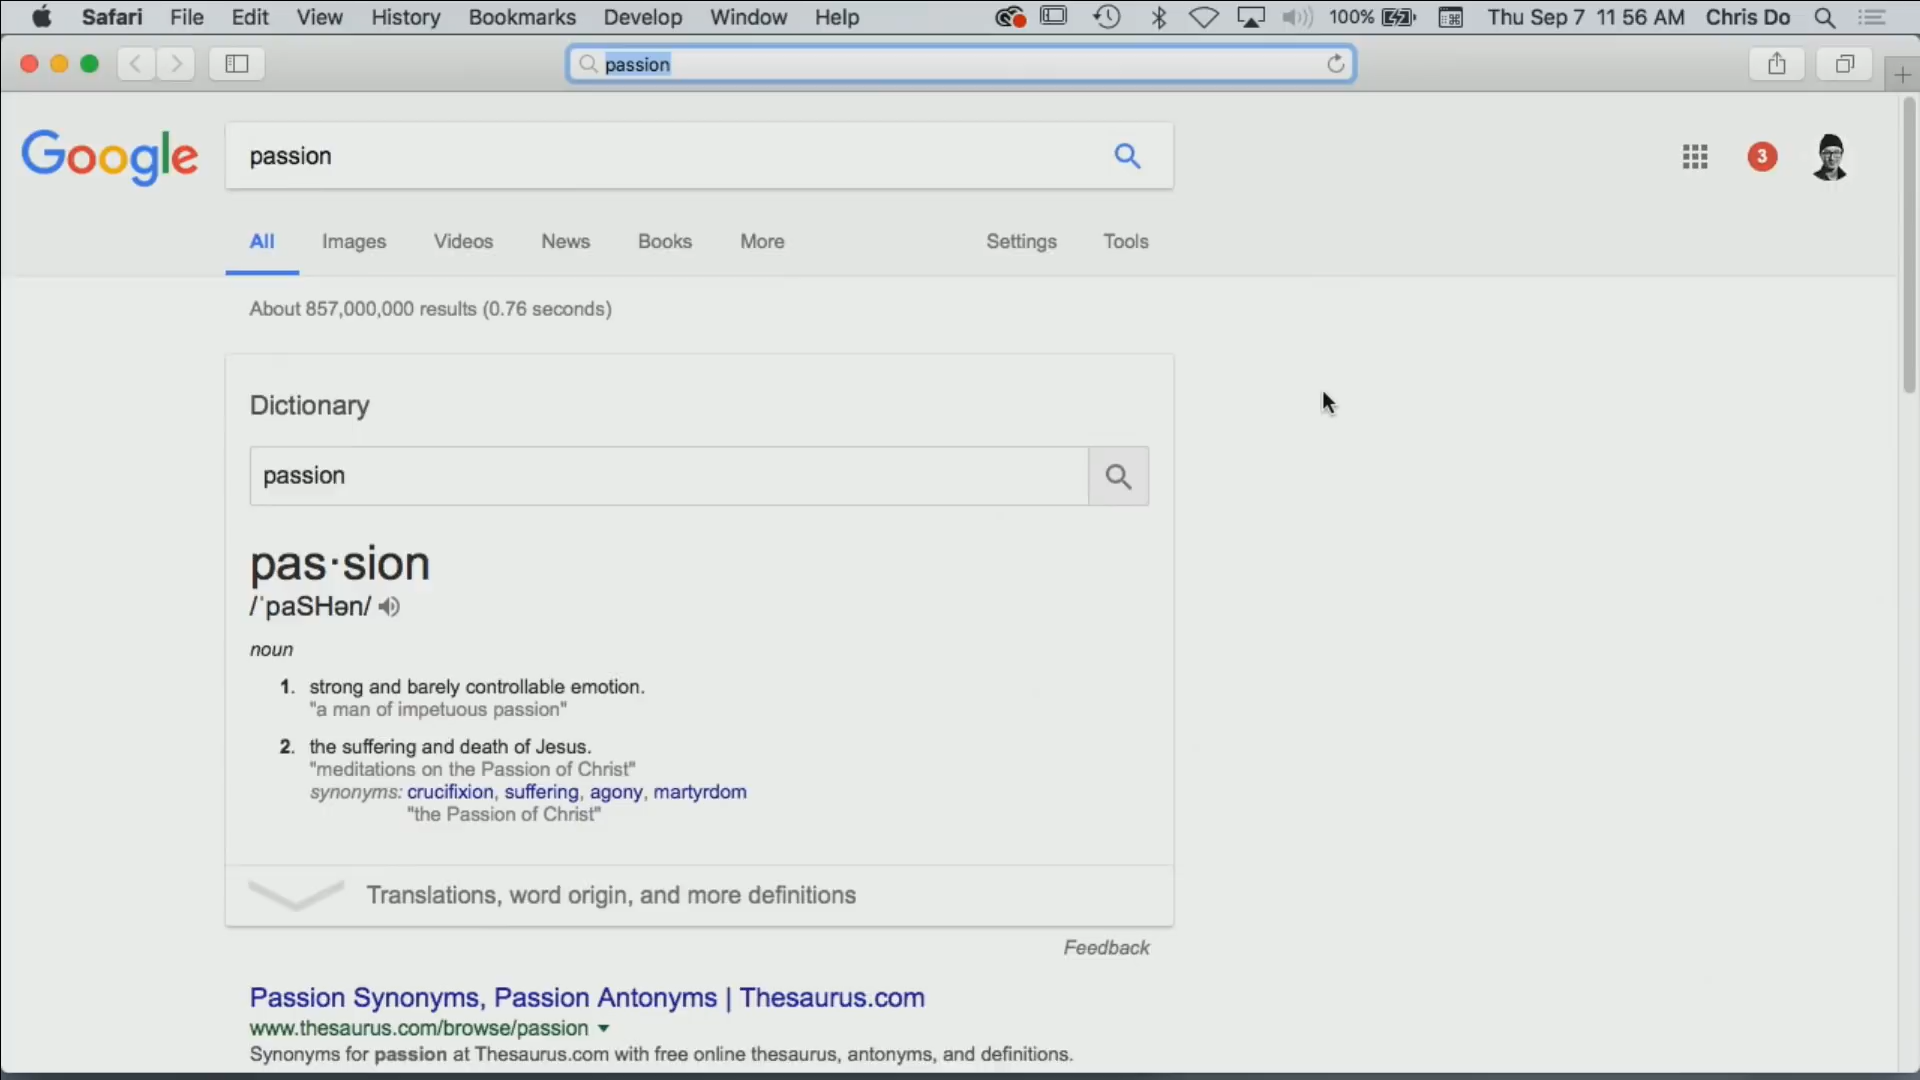 Safari File Edit View History Bookmarks Develop Window Help 100% Thu Sep 7 11 56 AM Chris Do
passion
Google passion 3
All Images Videos News Books More Settings Tools
About 857,000,000 results (0.76 seconds)
Dictionary
passion
pas·sion
/ˈpaSHən/
noun
1. strong and barely controllable emotion.
"a man of impetuous passion"
2. the suffering and death of Jesus.
"meditations on the Passion of Christ"
synonyms: crucifixion, suffering, agony, martyrdom
"the Passion of Christ"
Translations, word origin, and more definitions
Feedback
Passion Synonyms, Passion Antonyms | Thesaurus.com
www.thesaurus.com/browse/passion
Synonyms for passion at Thesaurus.com with free online thesaurus, antonyms, and definitions.